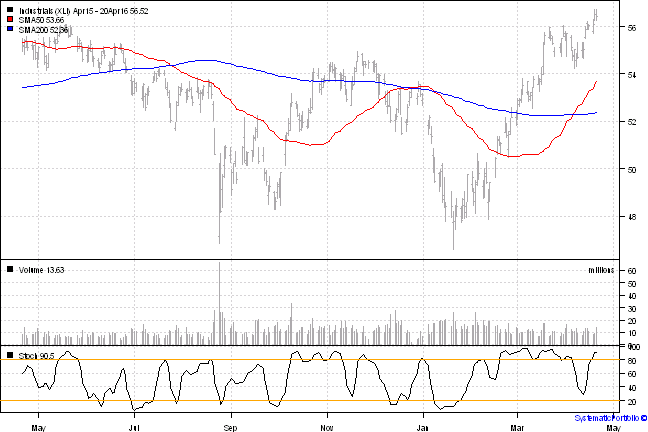 Industrials (XLI) Apr15 - 20Apr16 56.52
SMA50 53.66
SMA200 52.36
56
54
52
50
48
Volume 13.63
millions
60
50
40
30
20
10
0
Stoch 90.5
100
80
60
40
20
May
Jul
Sep
Nov
Jan
Mar
May
SystematicPortfolio ©